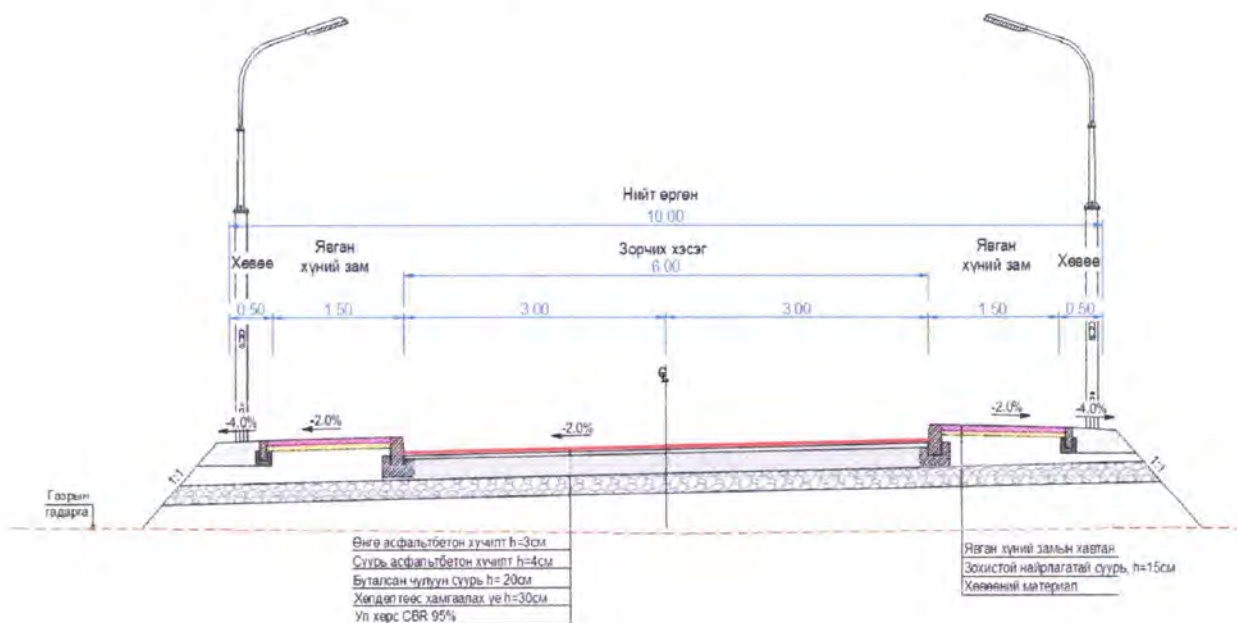 Нийт өргөн
10.00
Хөвөө
Явган
хүний зам
Зорчих хэсэг
6.00
Явган
хүний зам
Хөвөө
0.50
1.50
3.00
3.00
1.50
0.50
-4.0%
-2.0%
-2.0%
-2.0%
-4.0%
1:1
1:1
Газрын
гадарга
Өнгө асфальтбетон хучилт h=3см
Суурь асфальтбетон хучилт h=4см
Буталсан чулуун суурь h= 20см
Хөлдөлтөөс хамгаалах үе h=30см
Ул хөрс CBR 95%
Явган хүний замын хавтан
Зохистой найрлагатай суурь, h=15см
Хөвөөний материал